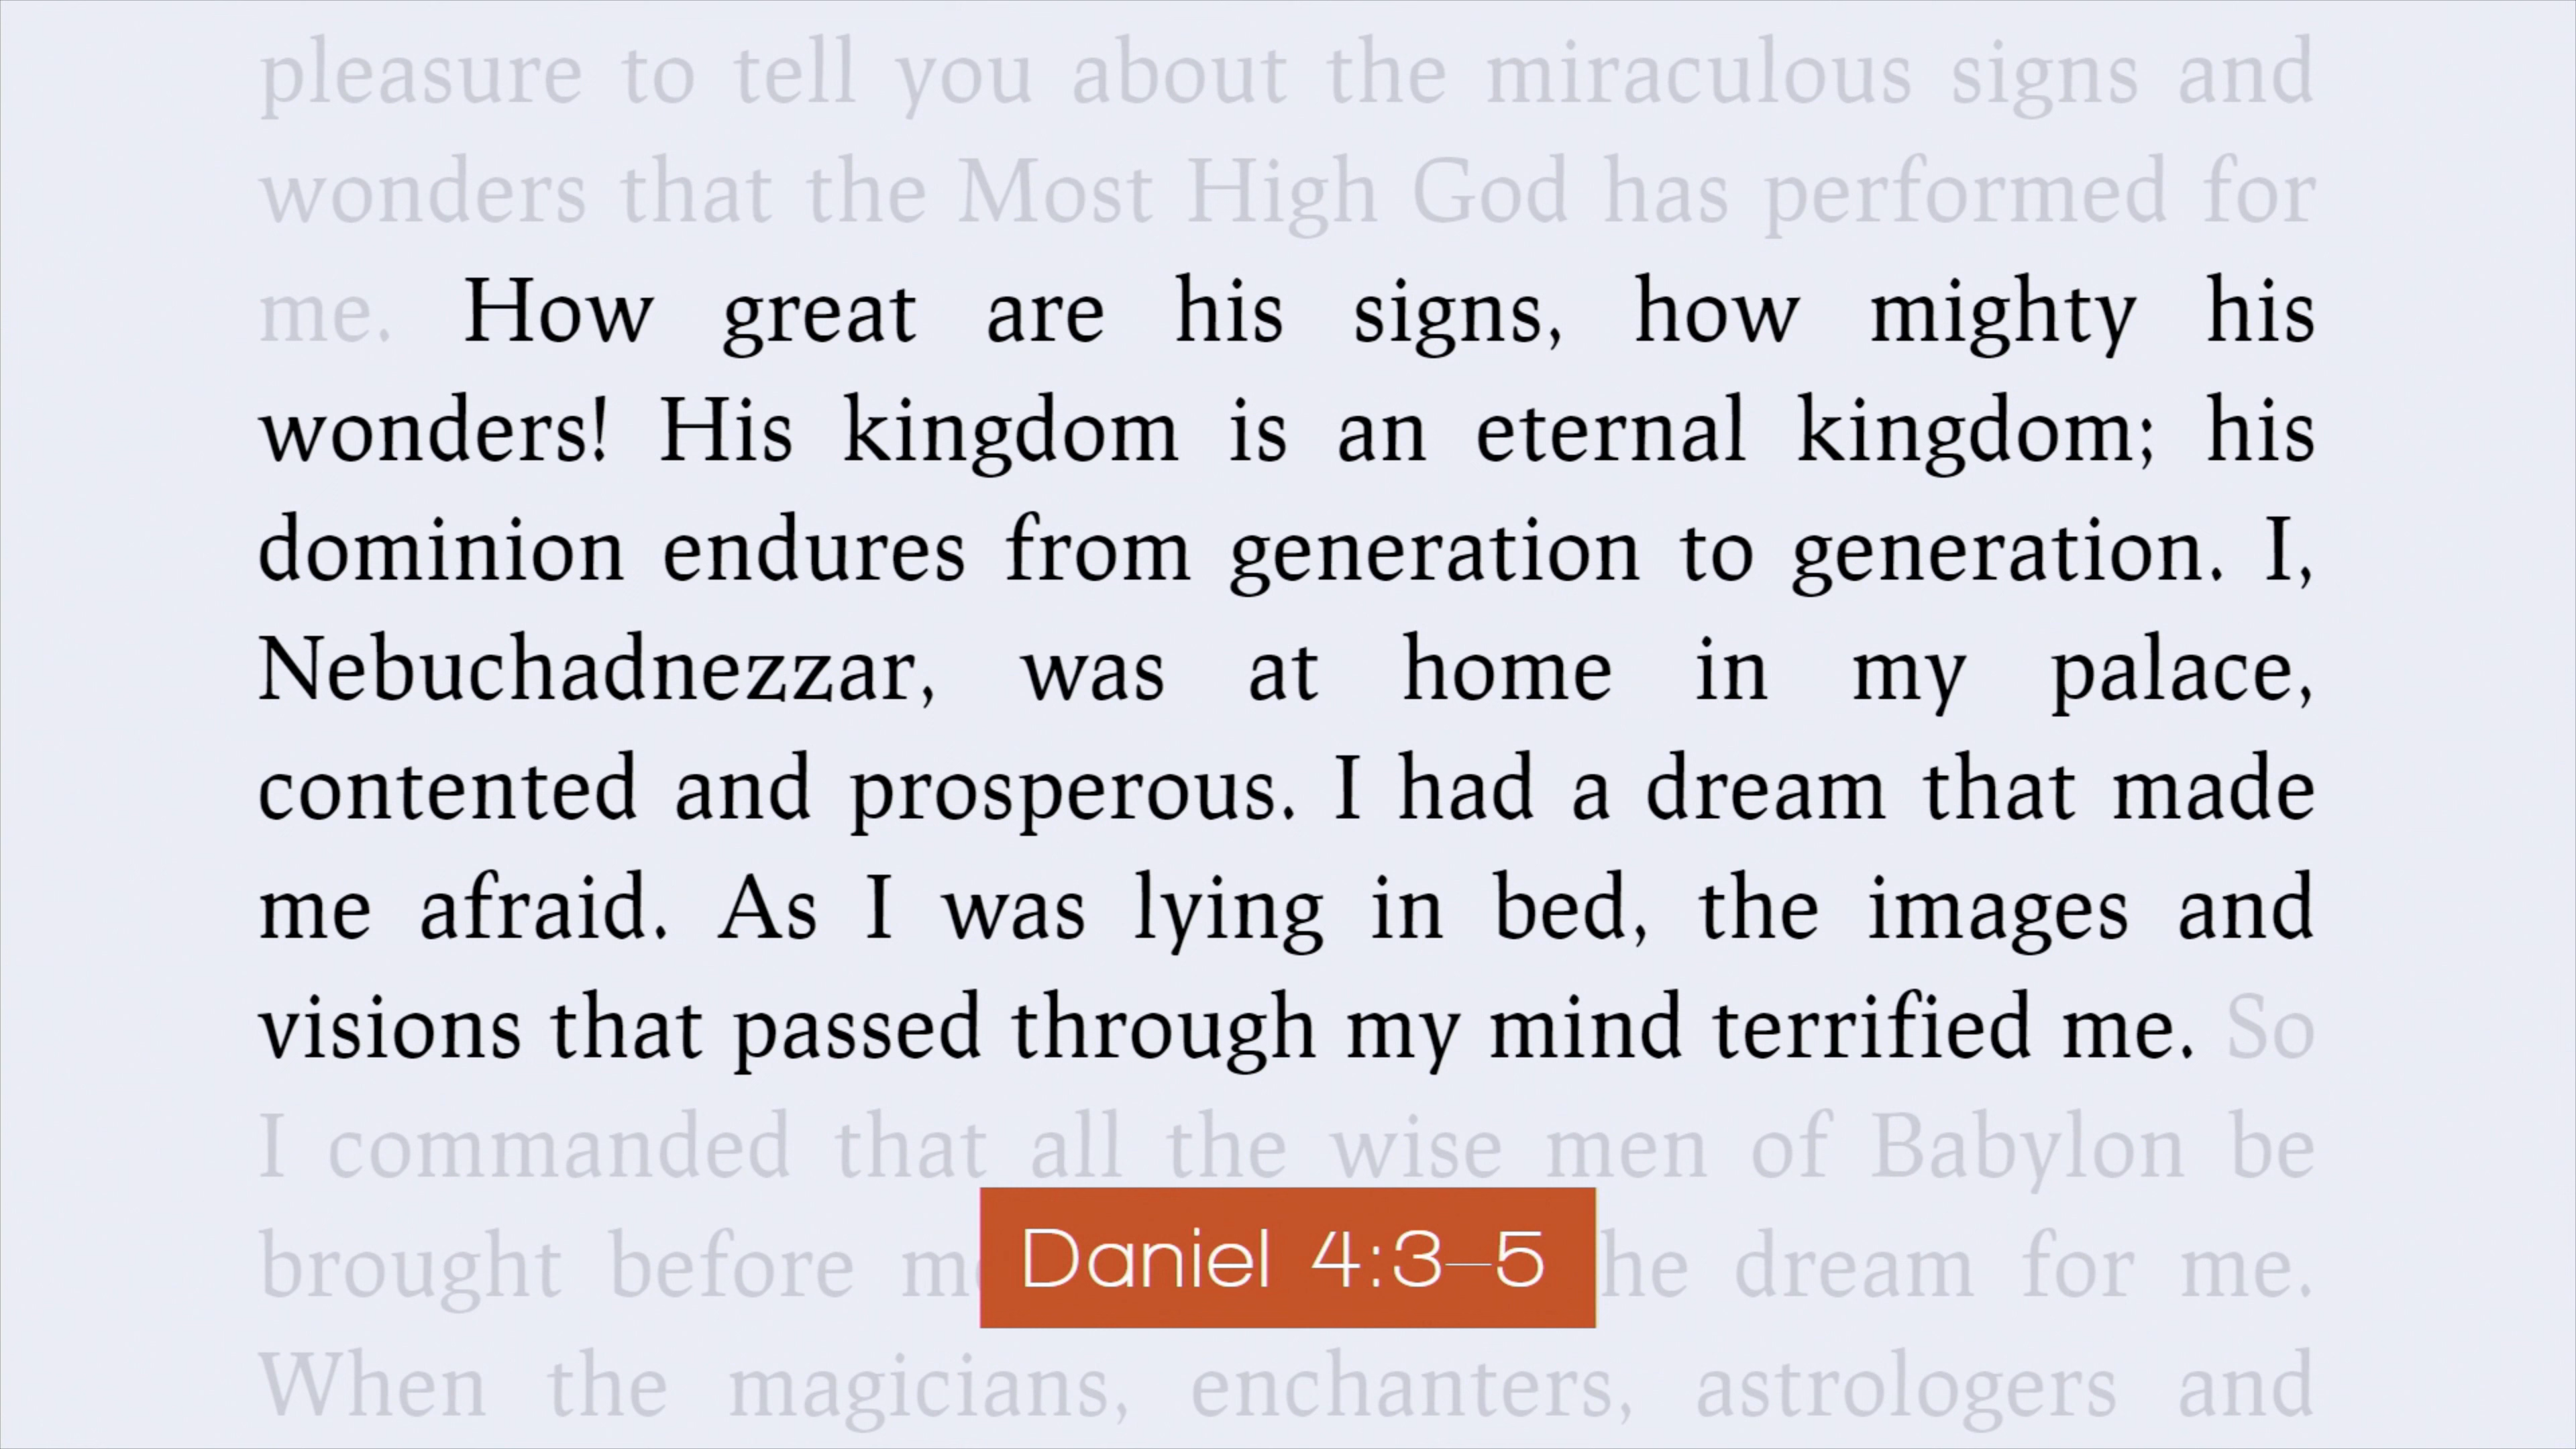 pleasure to tell you about the miraculous signs and
wonders that the Most High God has performed for
me. How great are his signs, how mighty his
wonders! His kingdom is an eternal kingdom; his
dominion endures from generation to generation. I,
Nebuchadnezzar, was at home in my palace,
contented and prosperous. I had a dream that made
me afraid. As I was lying in bed, the images and
visions that passed through my mind terrified me. So
I commanded that all the wise men of Babylon be
brought before dream for me.
Daniel 4:3–5
When the magicians, enchanters, astrologers and